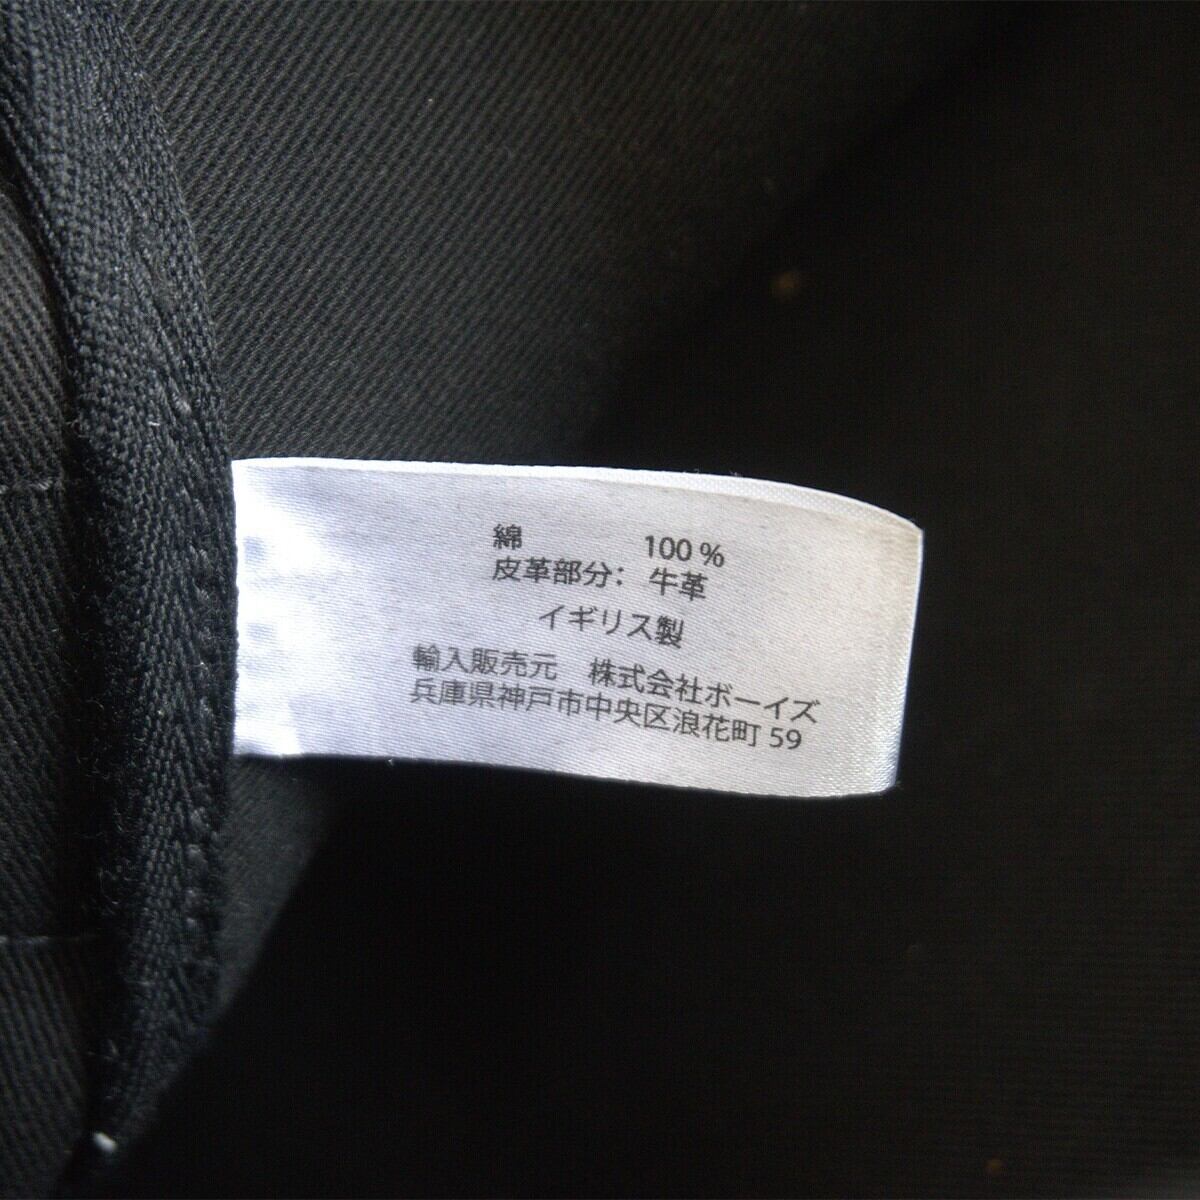 綿 100 %
皮革部分： 牛革
イギリス製
輸入販売元 株式会社ボーイズ
兵庫県神戸市中央区浪花町 59